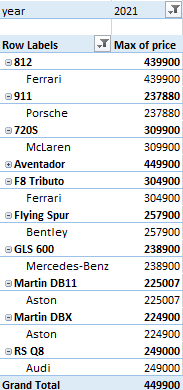 year 2021
Row Labels Max of price
812 439900
Ferrari 439900
911 237880
Porsche 237880
720S 309900
McLaren 309900
Aventador 449900
F8 Tributo 304900
Ferrari 304900
Flying Spur 257900
Bentley 257900
GLS 600 238900
Mercedes-Benz 238900
Martin DB11 225007
Aston 225007
Martin DBX 224900
Aston 224900
RS Q8 249000
Audi 249000
Grand Total 449900